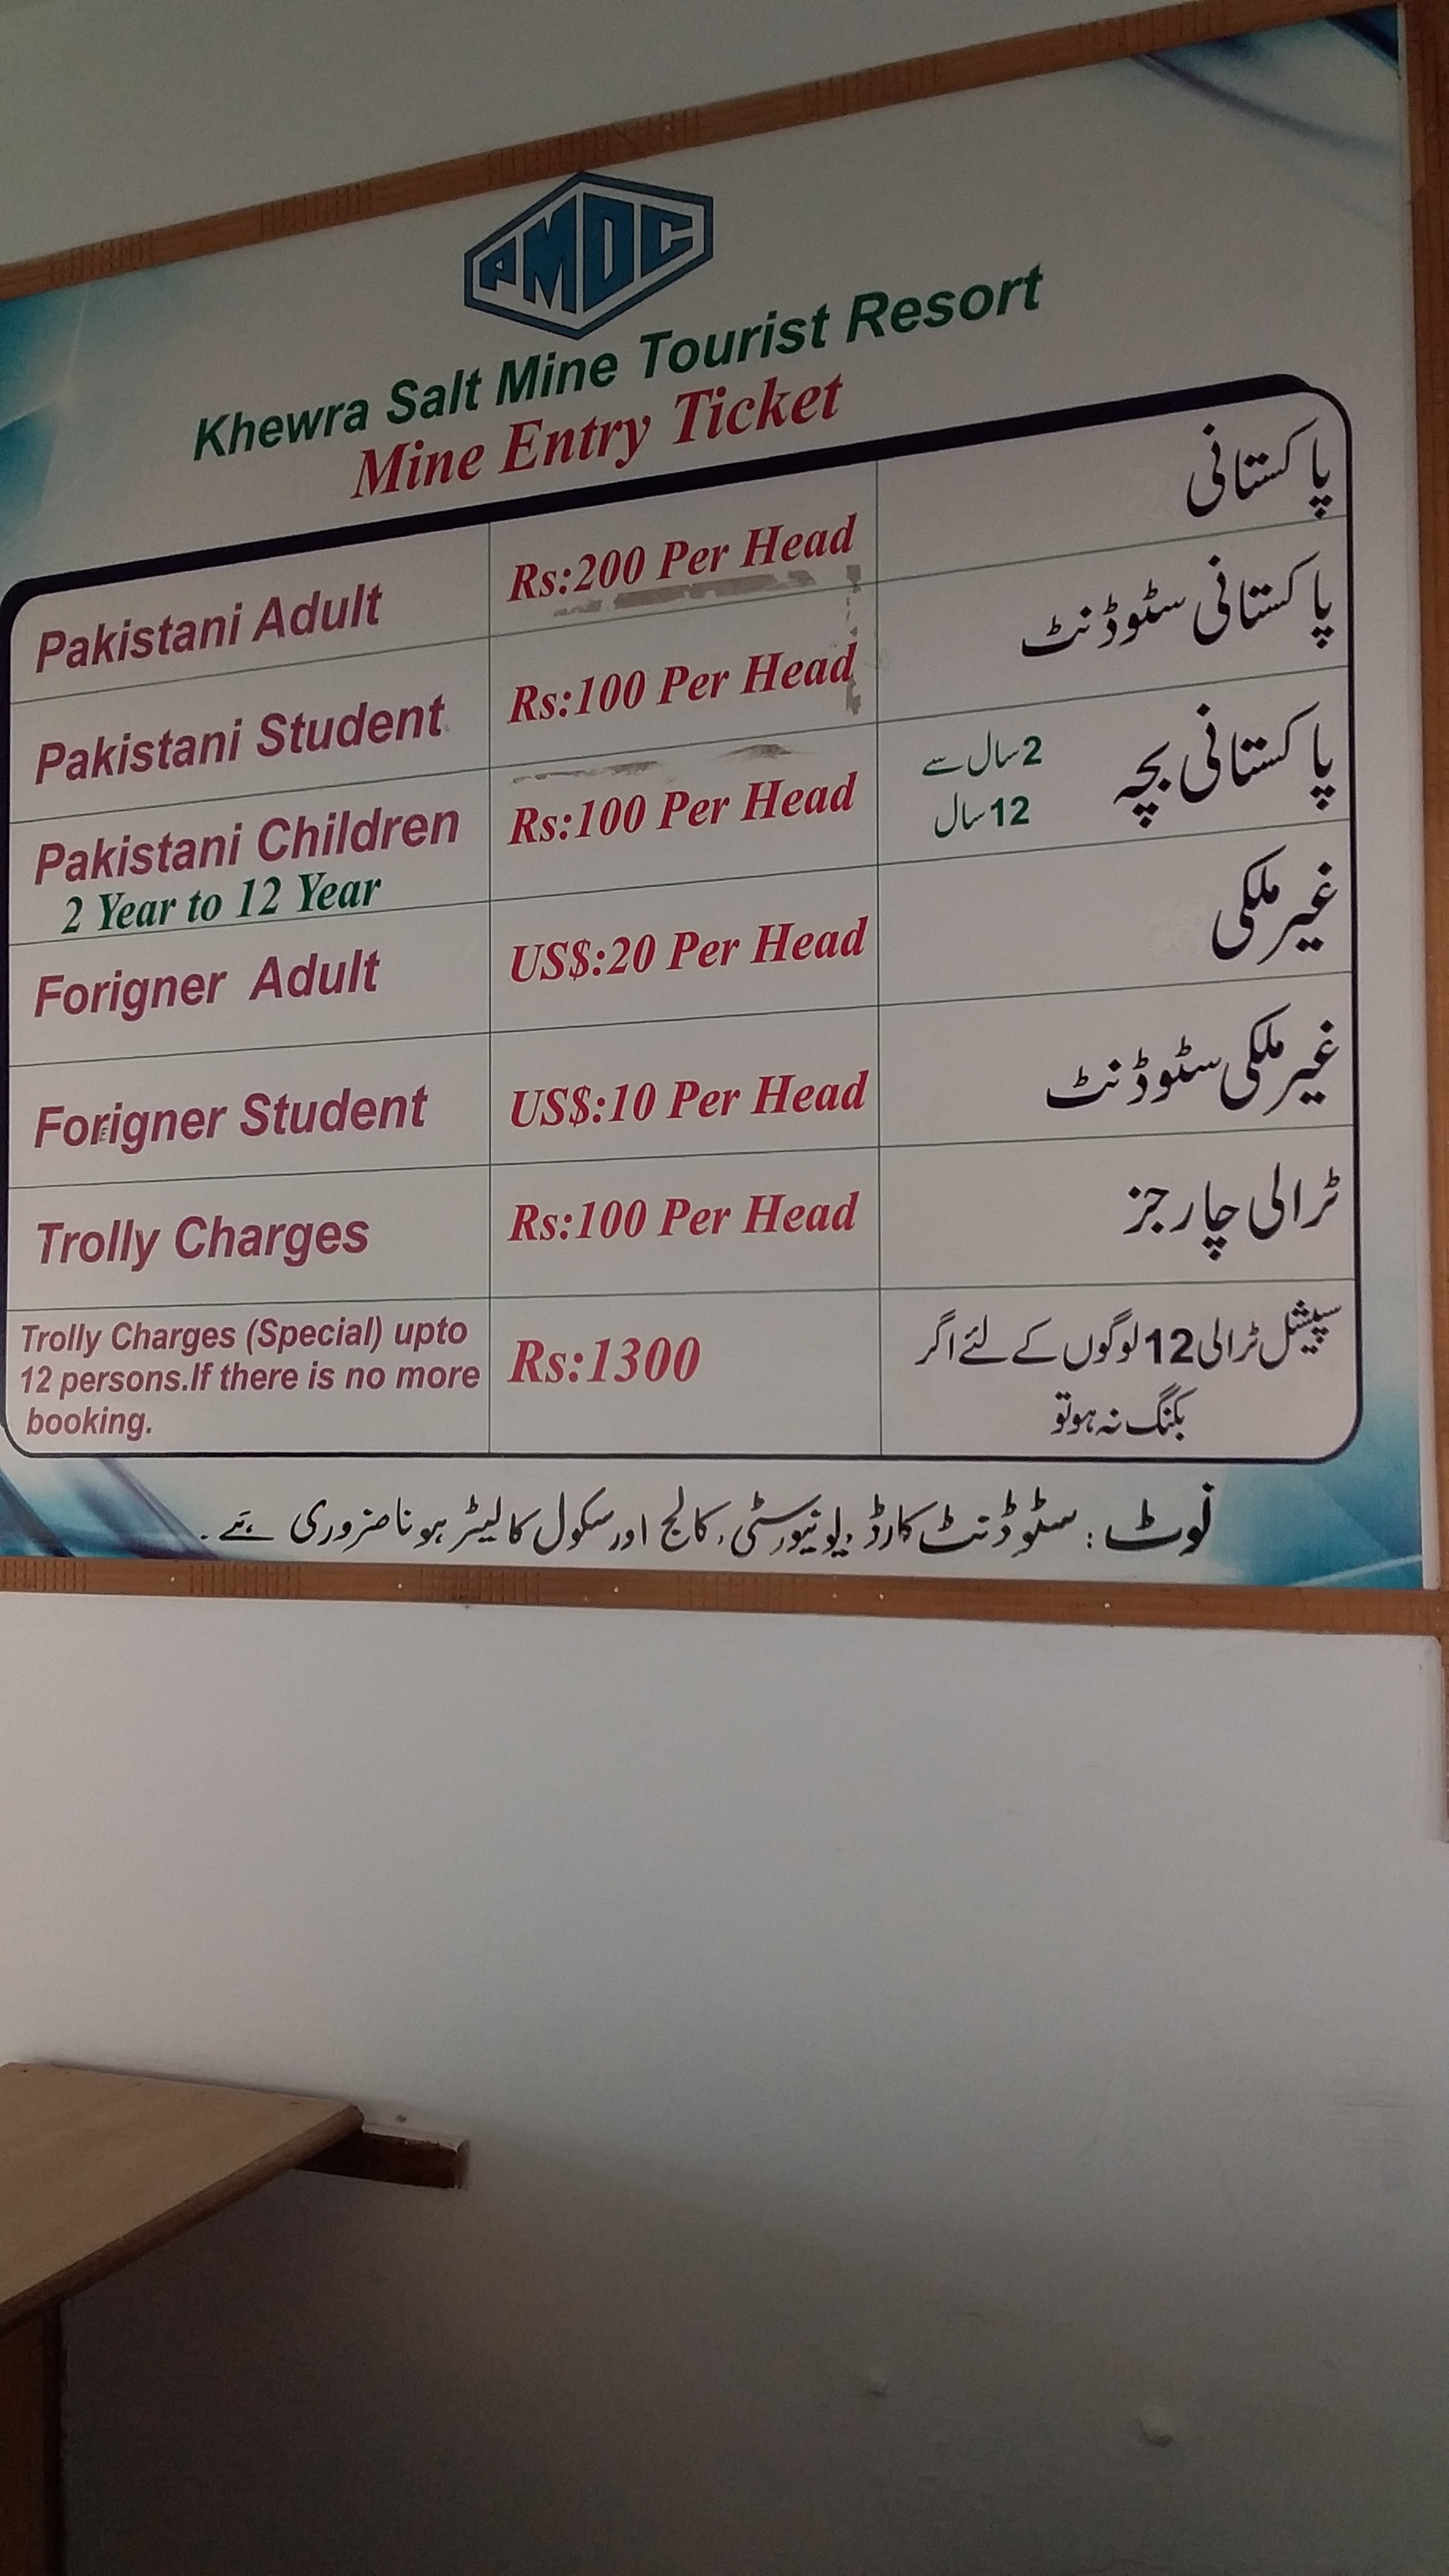 PMDC
Khewra Salt Mine Tourist Resort
Mine Entry Ticket
Pakistani Adult Rs:200 Per Head پاکستانی
Pakistani Student Rs:100 Per Head پاکستانی سٹوڈنٹ
Pakistani Children Rs:100 Per Head پاکستانی بچہ 2 سال سے
2 Year to 12 Year 12 سال
Forigner Adult US$:20 Per Head غیر ملکی
Forigner Student US$:10 Per Head غیر ملکی سٹوڈنٹ
Trolly Charges Rs:100 Per Head ٹرالی چارجز
Trolly Charges (Special) upto
12 persons.If there is no more
booking.
Rs:1300
سپیشل ٹرالی 12 لوگوں کے لئے اگر
بکنگ نہ ہو تو
نوٹ : سٹوڈنٹ کارڈ ,یونیورسٹی, کالج اور سکول کا لیٹر ہونا ضروری ہے .